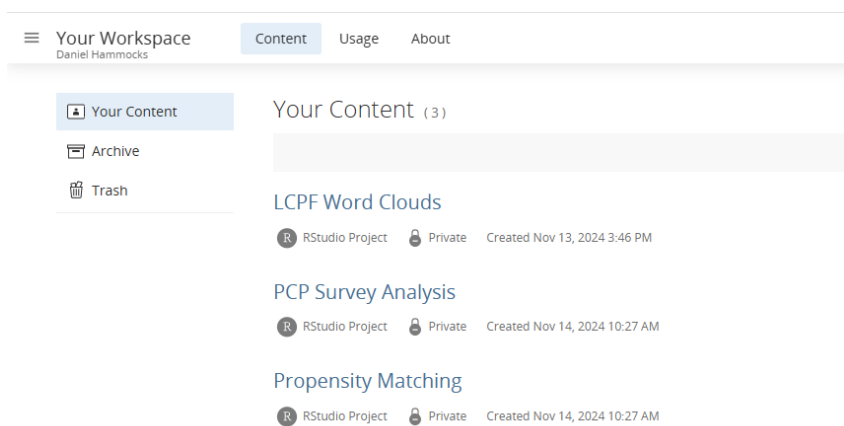 Your Workspace
Daniel Hammocks
Content Usage About
Your Content
Archive
Trash
Your Content (3)
LCPF Word Clouds
R RStudio Project Private Created Nov 13, 2024 3:46 PM
PCP Survey Analysis
R RStudio Project Private Created Nov 14, 2024 10:27 AM
Propensity Matching
R RStudio Project Private Created Nov 14, 2024 10:27 AM